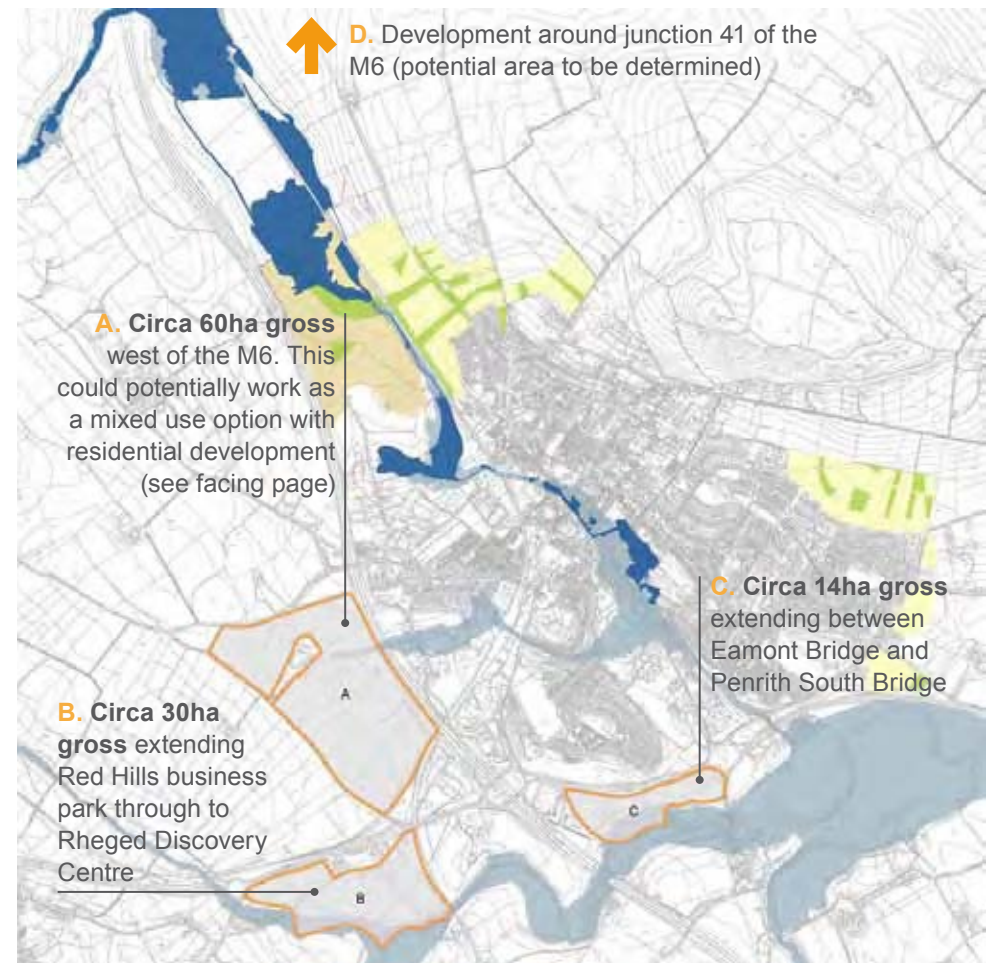 D. Development around junction 41 of the
M6 (potential area to be determined)
A. Circa 60ha gross
west of the M6. This
could potentially work as
a mixed use option with
residential development
(see facing page)
C. Circa 14ha gross
extending between
Eamont Bridge and
Penrith South Bridge
B. Circa 30ha
gross extending
Red Hills business
park through to
Rheged Discovery
Centre
A
C
B